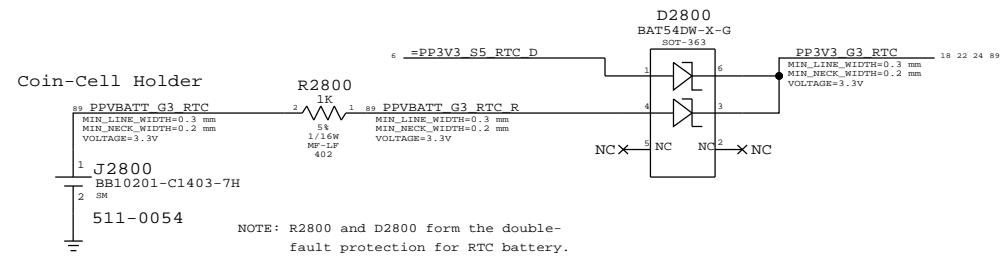 D2800
BAT54DW-X-G
SOT-363
6 =PP3V3_S5_RTC_D
PP3V3_G3_RTC 18 22 24 89
MIN_LINE_WIDTH=0.3 mm
MIN_NECK_WIDTH=0.2 mm
VOLTAGE=3.3V
1 6
Coin-Cell Holder
R2800
1K
89 PPVBATT_G3_RTC
2 1
89 PPVBATT_G3_RTC_R
4 3
MIN_LINE_WIDTH=0.3 mm
MIN_NECK_WIDTH=0.2 mm
VOLTAGE=3.3V
5%
1/16W
MF-LF
402
MIN_LINE_WIDTH=0.3 mm
MIN_NECK_WIDTH=0.2 mm
VOLTAGE=3.3V
NC 5 NC NC 2 NC
1
J2800
BB10201-C1403-7H
2 SM
511-0054
NOTE: R2800 and D2800 form the double-
fault protection for RTC battery.